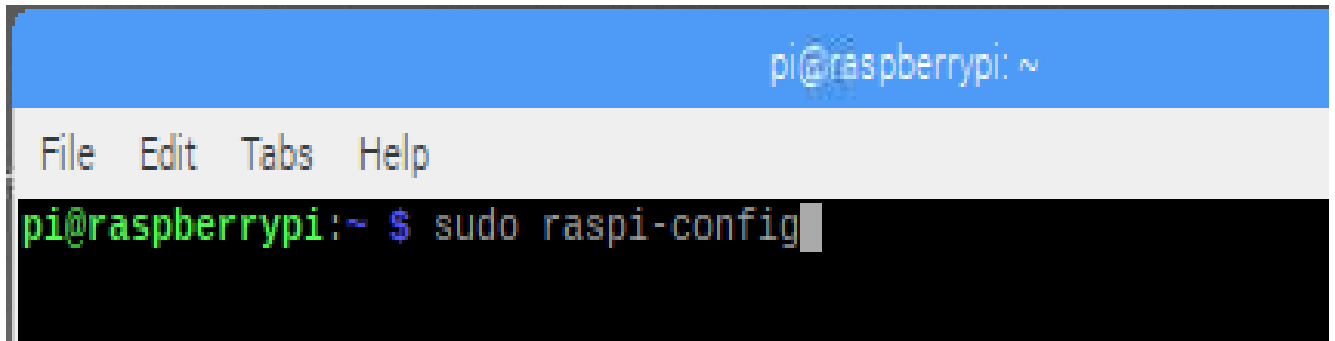 pi@raspberrypi: ~
File Edit Tabs Help
pi@raspberrypi:~ $ sudo raspi-config